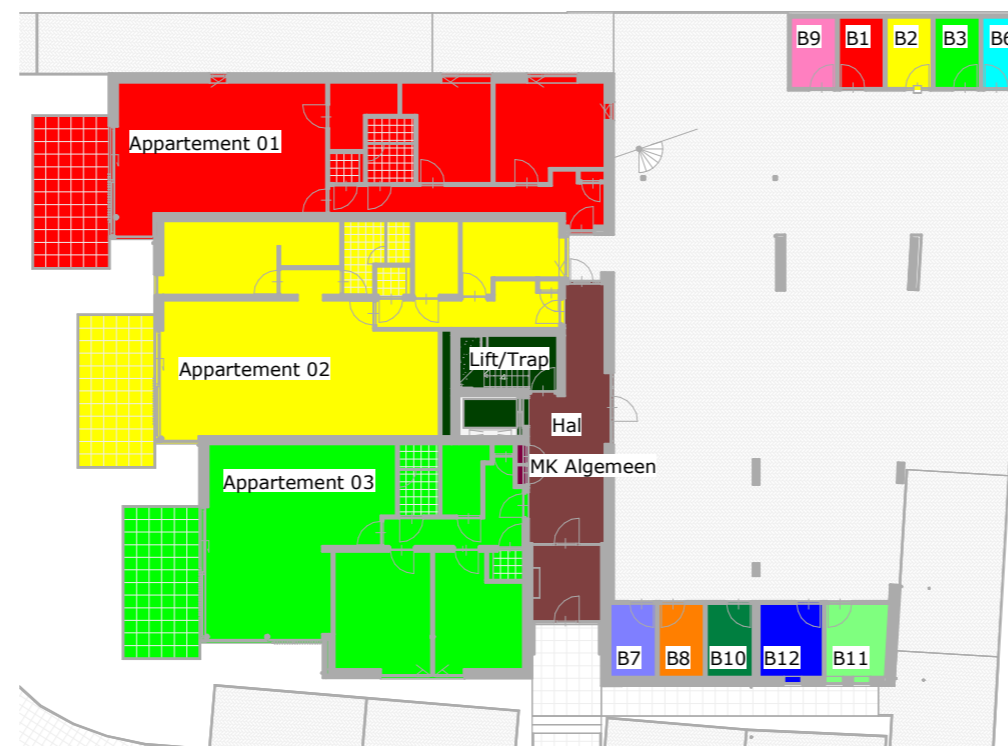 B9 B1 B2 B3 B6
Appartement 01
Lift/Trap
Appartement 02
Hal
MK Algemeen
Appartement 03
B7 B8 B10 B12 B11